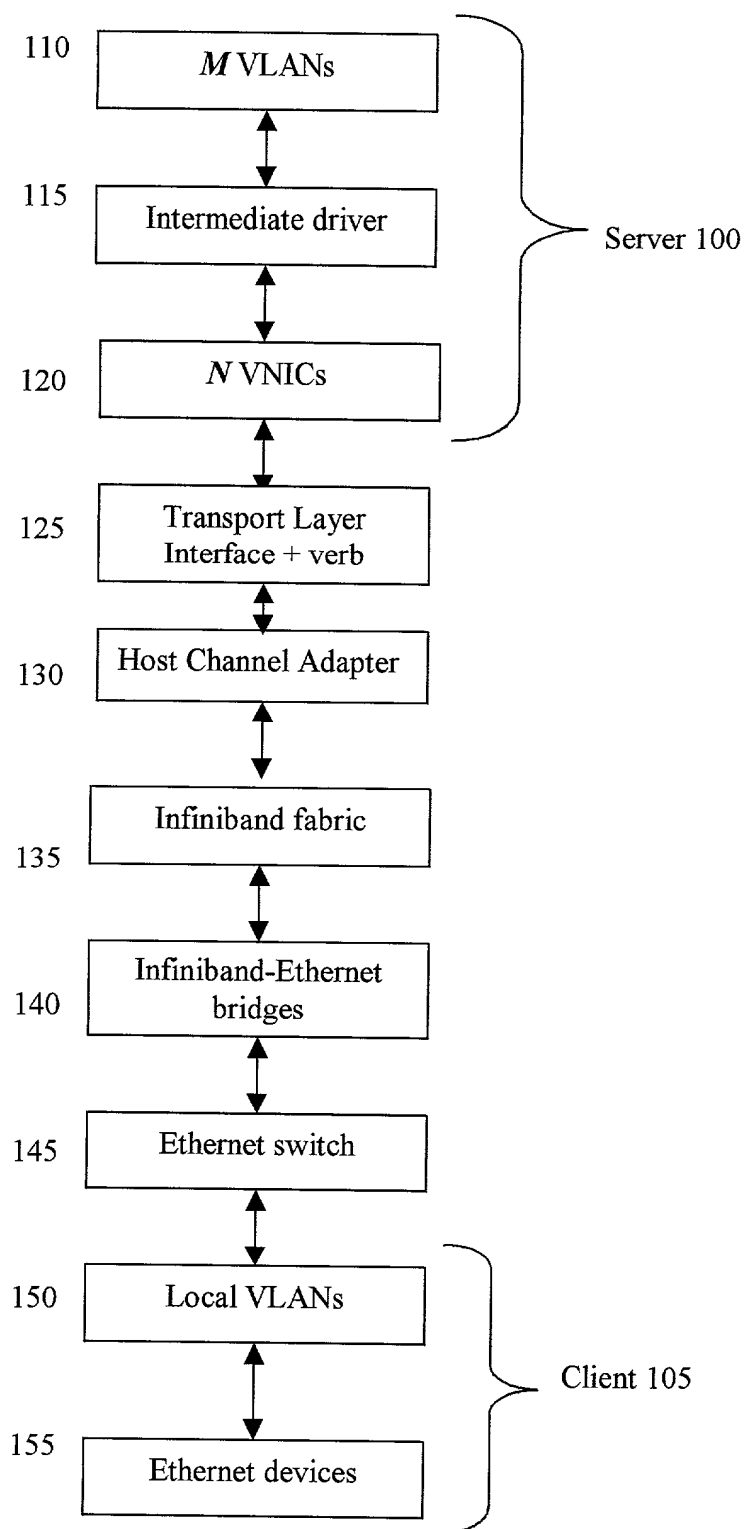 110
M VLANs
115
Intermediate driver
Server 100
120
N VNICs
125
Transport Layer
Interface + verb
130
Host Channel Adapter
135
Infiniband fabric
140
Infiniband-Ethernet
bridges
145
Ethernet switch
150
Local VLANs
Client 105
155
Ethernet devices